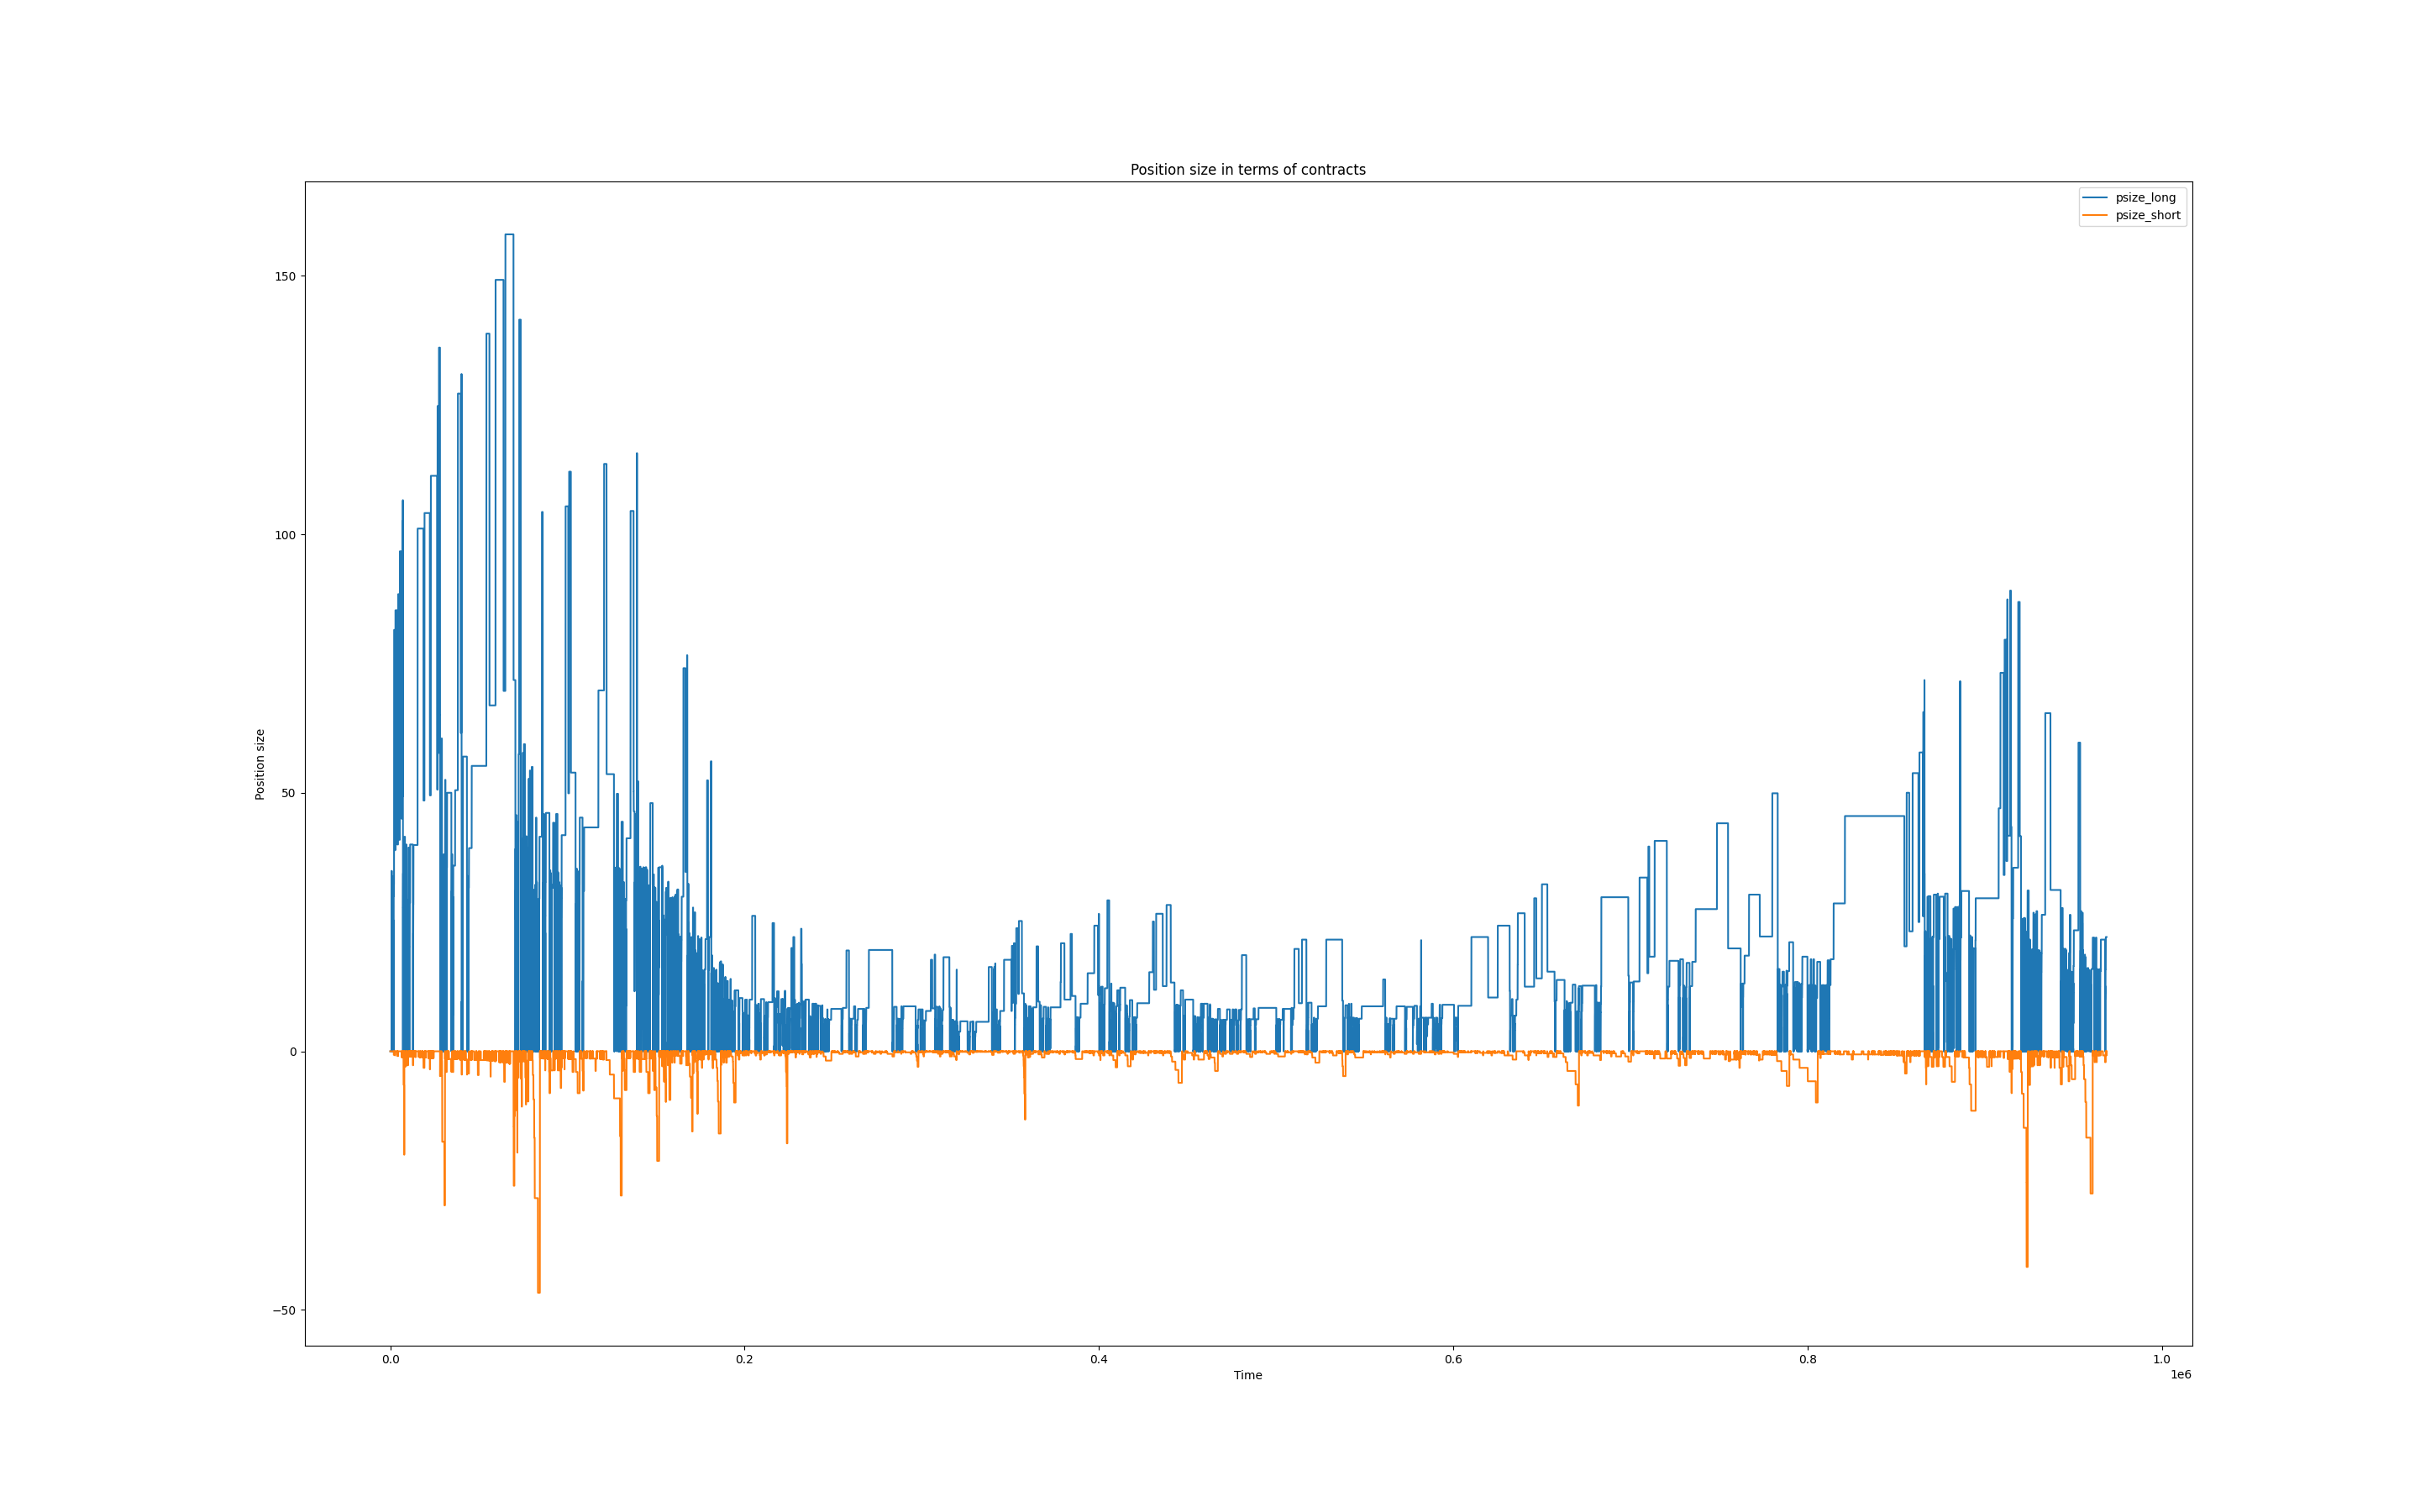 Position size in terms of contracts
psize_long
psize_short
150
100
50
0
−50
Position size
0.0 0.2 0.4 0.6 0.8 1.0
Time
1e6